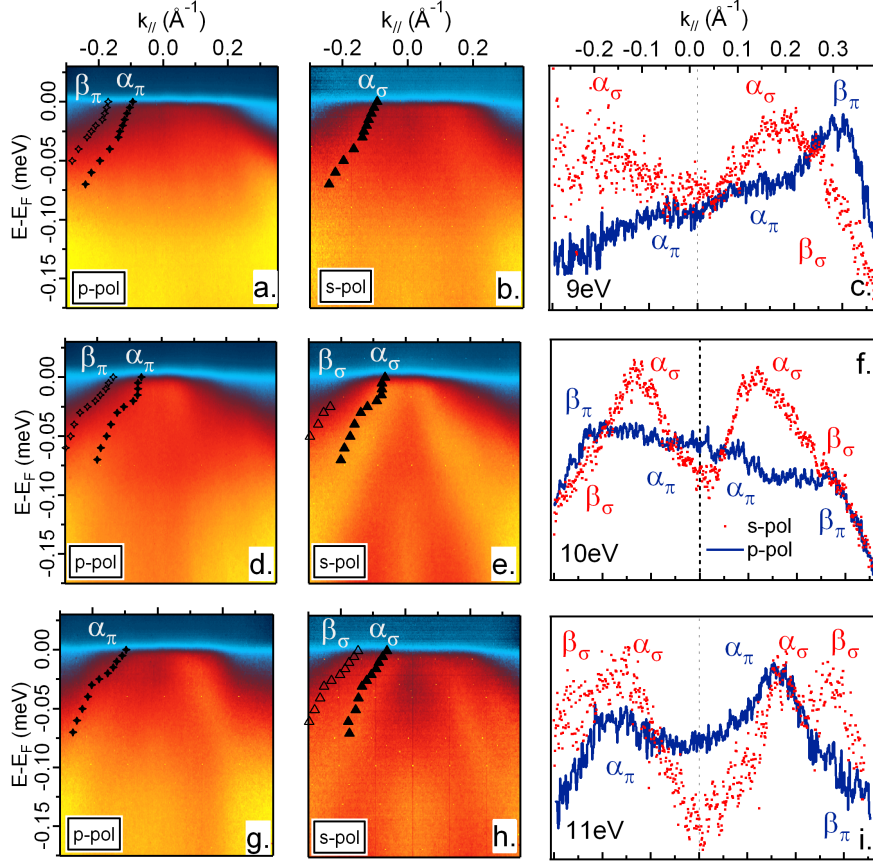 k// (Å⁻¹) k// (Å⁻¹)
-0.2 0.0 0.2 -0.2 0.0 0.2 -0.2 -0.1 0.0 0.1 0.2 0.3
E-EF (meV)
0.00
-0.05
-0.10
-0.15
βπ απ
p-pol
a.
ασ
s-pol
b.
ασ ασ βπ
απ απ
βσ
9eV
c.
E-EF (meV)
0.00
-0.05
-0.10
-0.15
βπ απ
p-pol
d.
βσ ασ
s-pol
e.
ασ ασ
f.
βπ βσ
βσ απ απ βπ
s-pol
p-pol
10eV
E-EF (meV)
0.00
-0.05
-0.10
-0.15
απ
p-pol
g.
βσ ασ
s-pol
h.
βσ ασ απ ασ βσ
απ βπ
11eV
i.